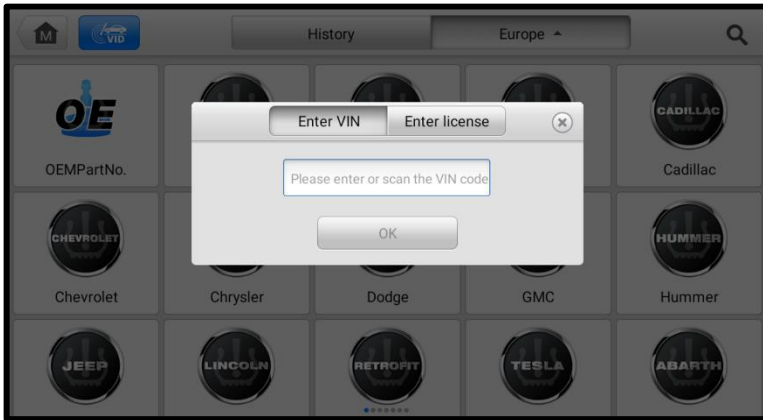 M
VID
History
Europe
OE
CADILLAC
OEMPartNo.
Enter VIN
Enter license
Please enter or scan the VIN code
OK
Cadillac
CHEVROLET
HUMMER
Chevrolet
Chrysler
Dodge
GMC
Hummer
JEEP
LINCOLN
RETROFIT
TESLA
ABARTH